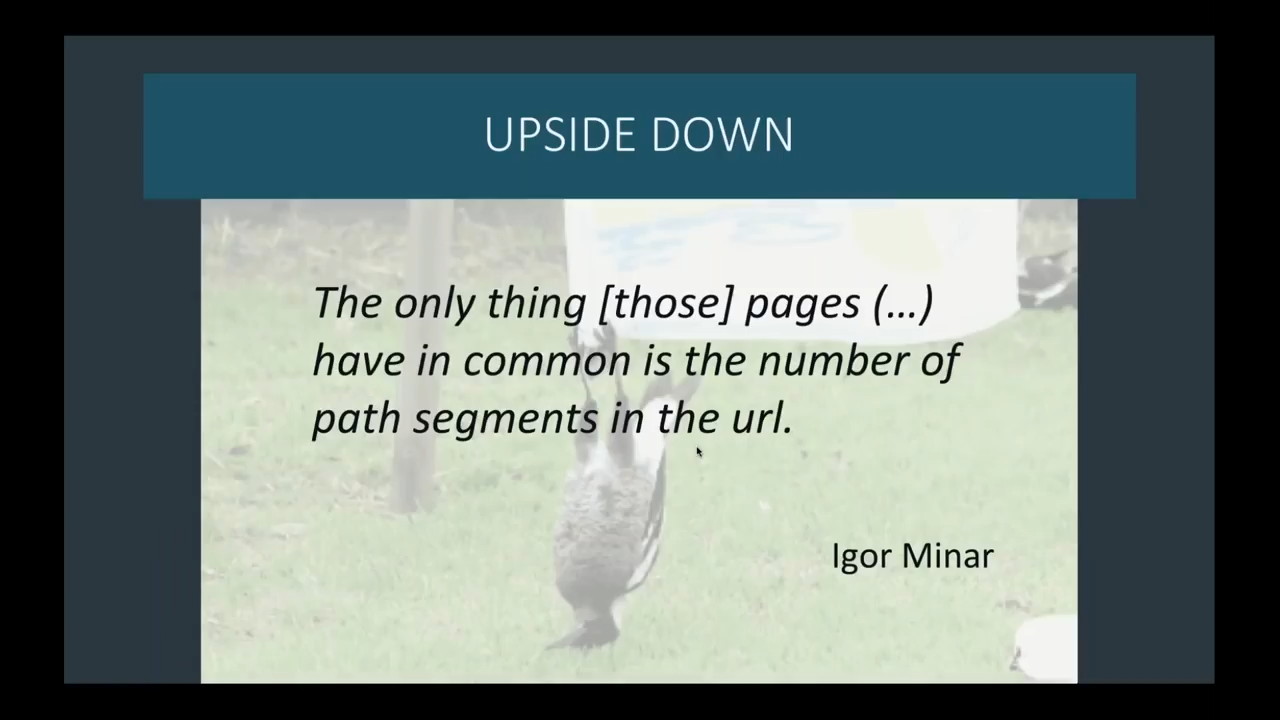 UPSIDE DOWN
The only thing [those] pages (...)
have in common is the number of
path segments in the url.
Igor Minar